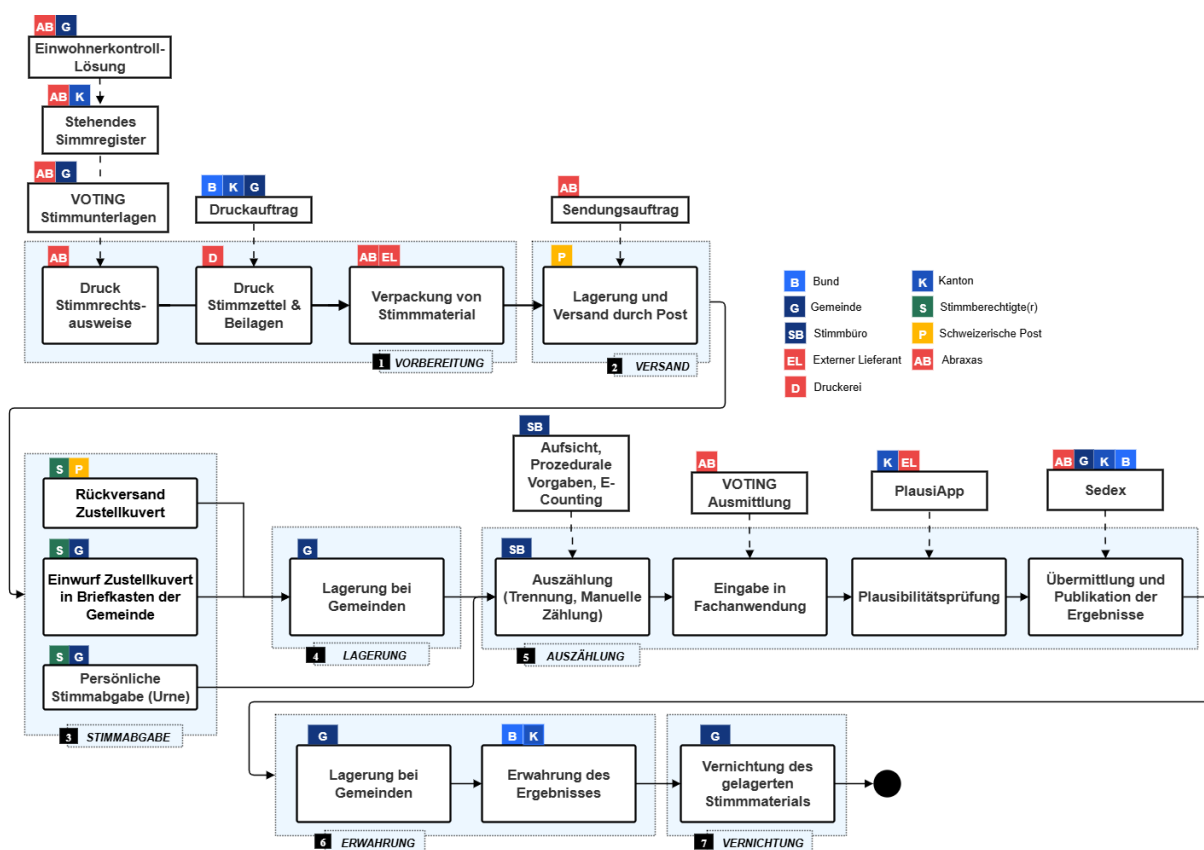 AB G
Einwohnerkontroll-
Lösung
AB K
Stehendes
Simmregister
AB G
VOTING
Stimmunterlagen
B K G
Druckauftrag
AB
Sendungsauftrag
AB
Druck
Stimmrechts-
ausweise
D
Druck
Stimmzettel &
Beilagen
AB EL
Verpackung von
Stimmmaterial
1 VORBEREITUNG
P
Lagerung und
Versand durch Post
2 VERSAND
B Bund
K Kanton
G Gemeinde
S Stimmberechtigte(r)
SB Stimmbüro
P Schweizerische Post
EL Externer Lieferant
AB Abraxas
D Druckerei
S P
Rückversand
Zustellkuvert
S G
Einwurf Zustellkuvert
in Briefkasten der
Gemeinde
S G
Persönliche
Stimmabgabe (Urne)
3 STIMMABGABE
G
Lagerung bei
Gemeinden
4 LAGERUNG
SB
Aufsicht,
Prozedurale
Vorgaben, E-
Counting
AB
VOTING
Ausmittlung
K EL
PlausiApp
AB G K B
Sedex
SB
Auszählung
(Trennung, Manuelle
Zählung)
Eingabe in
Fachanwendung
Plausibilitätsprüfung
Übermittlung und
Publikation der
Ergebnisse
5 AUSZÄHLUNG
G
Lagerung bei
Gemeinden
B K
Erwahrung des
Ergebnisses
6 ERWAHRUNG
G
Vernichtung des
gelagerten
Stimmmaterials
7 VERNICHTUNG